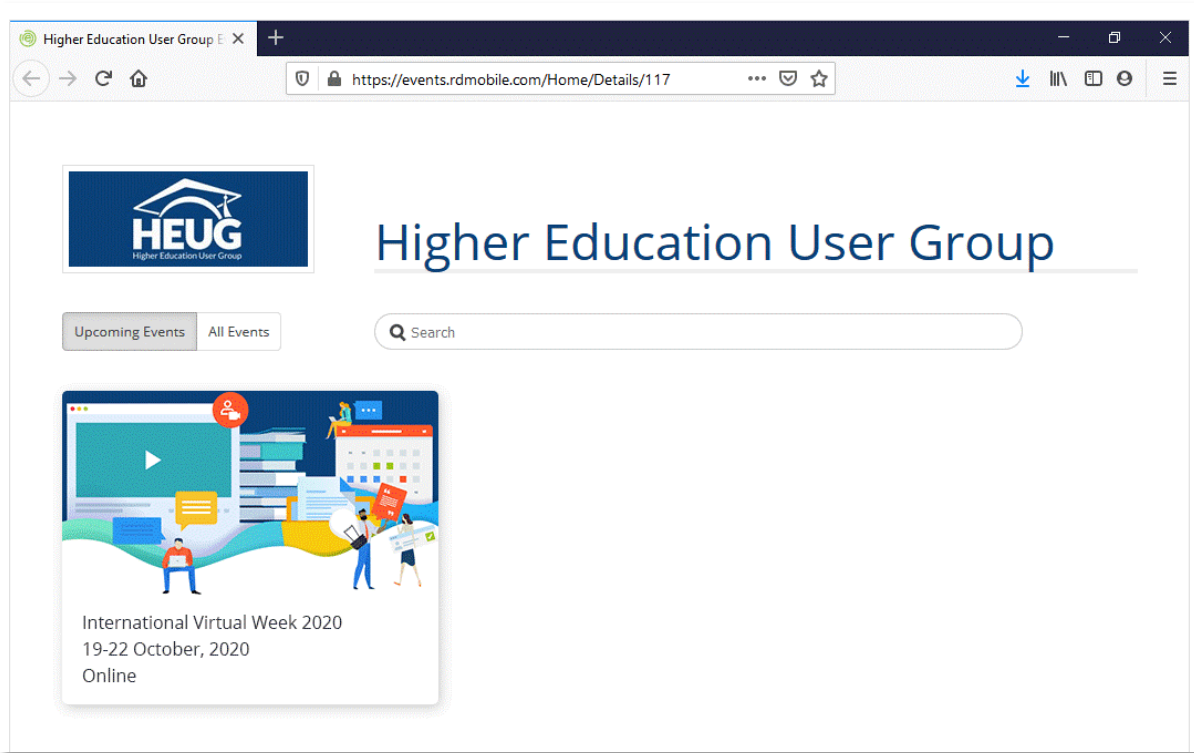 Higher Education User Group E
https://events.rdmobile.com/Home/Details/117
HEUG
Higher Education User Group
Higher Education User Group
Upcoming Events
All Events
Search
International Virtual Week 2020
19-22 October, 2020
Online